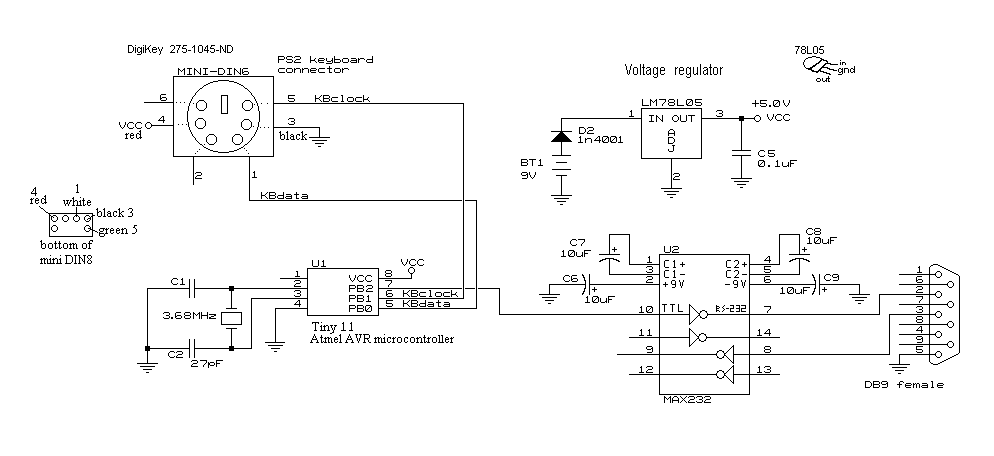 DigiKey 275-1045-ND
PS2 keyboard
connector
MINI-DIN6
6
VCC 4
red
5 KBclock
3
black
2
1
KBdata
4
red
1
white
black 3
green 5
bottom of
mini DIN8
Voltage regulator
78L05
in
gnd
out
LM78L05
1
IN OUT
A
D
J
3
2
+5.0V
VCC
D2
1n4001
BT1
9V
C5
0.1uF
U1
VCC
1
2
3
4
VCC
PB2
PB1
PB0
8
7
6 KBclock
5 KBdata
C1
3.68MHz
C2
27pF
Tiny 11
Atmel AVR microcontroller
C7
10uF
+
C6
+
10uF
U2
1 C1+
3 C1-
2 +9V
C2+ 4
C2- 5
-9V 6
C8
10uF
+
C9
+
10uF
10 TTL
RS-232 7
11
14
9
8
12
13
MAX232
1
6
2
7
3
8
4
9
5
DB9 female